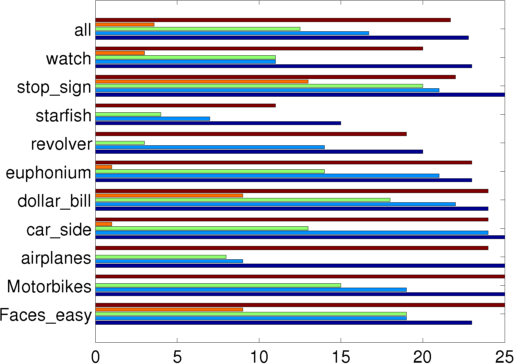 all
watch
stop_sign
starfish
revolver
euphonium
dollar_bill
car_side
airplanes
Motorbikes
Faces_easy
0 5 10 15 20 25